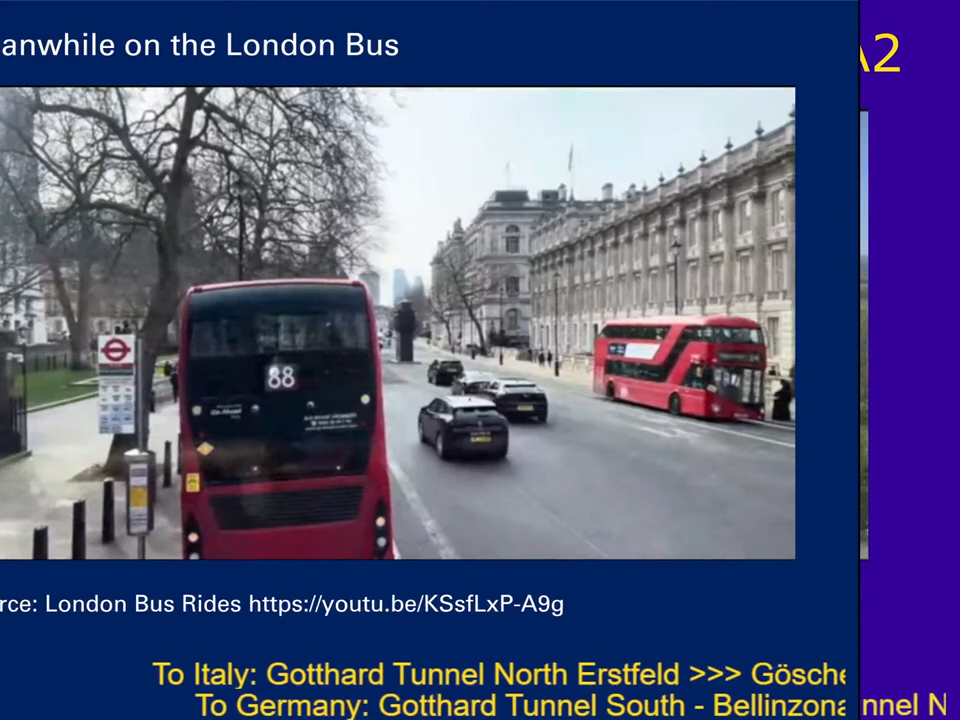 anwhile on the London Bus
A2
88
rce: London Bus Rides https://youtu.be/KSsfLxP-A9g
To Italy: Gotthard Tunnel North Erstfeld >>> Gösche
To Germany: Gotthard Tunnel South - Bellinzona
nnel N